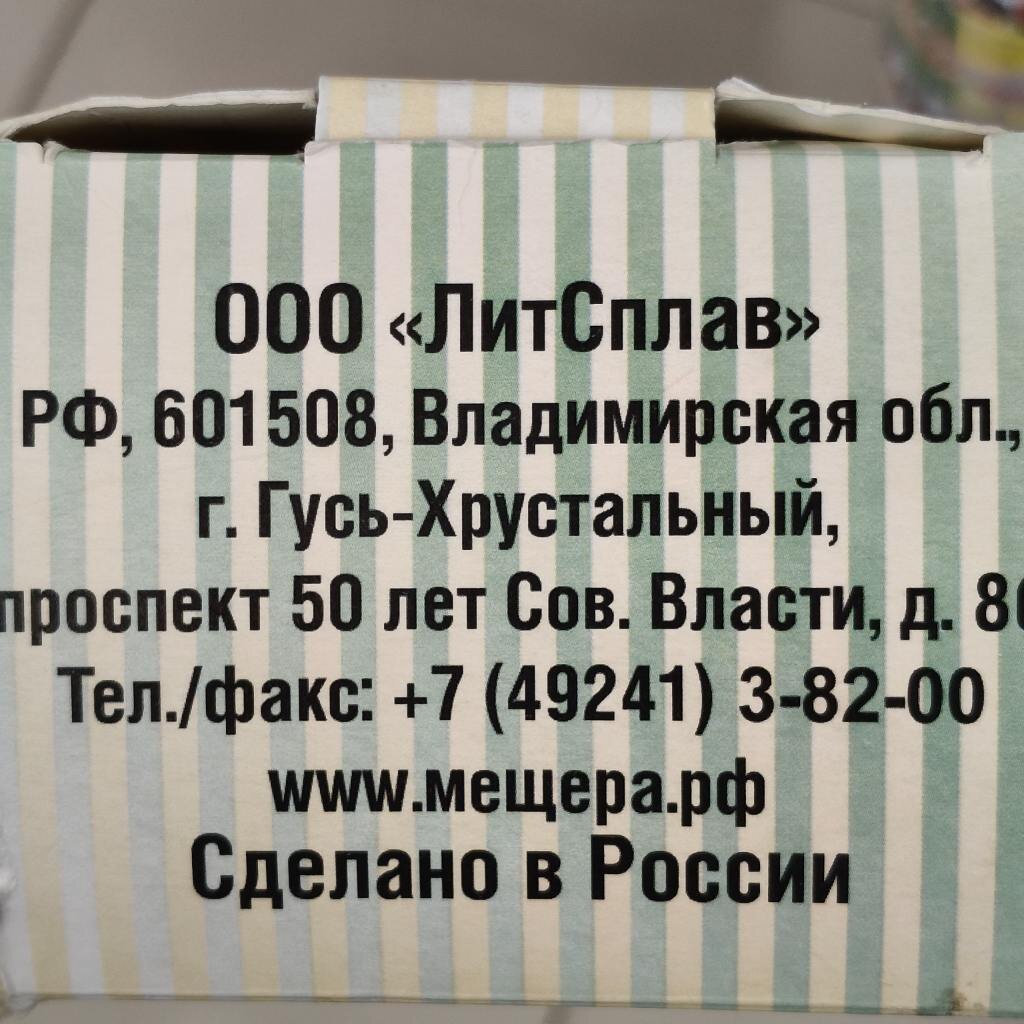 ООО «ЛитСплав»
РФ, 601508, Владимирская обл.,
г. Гусь-Хрустальный,
проспект 50 лет Сов. Власти, д.
Тел./факс: +7 (49241) 3-82-00
www.мещера.рф
Сделано в России